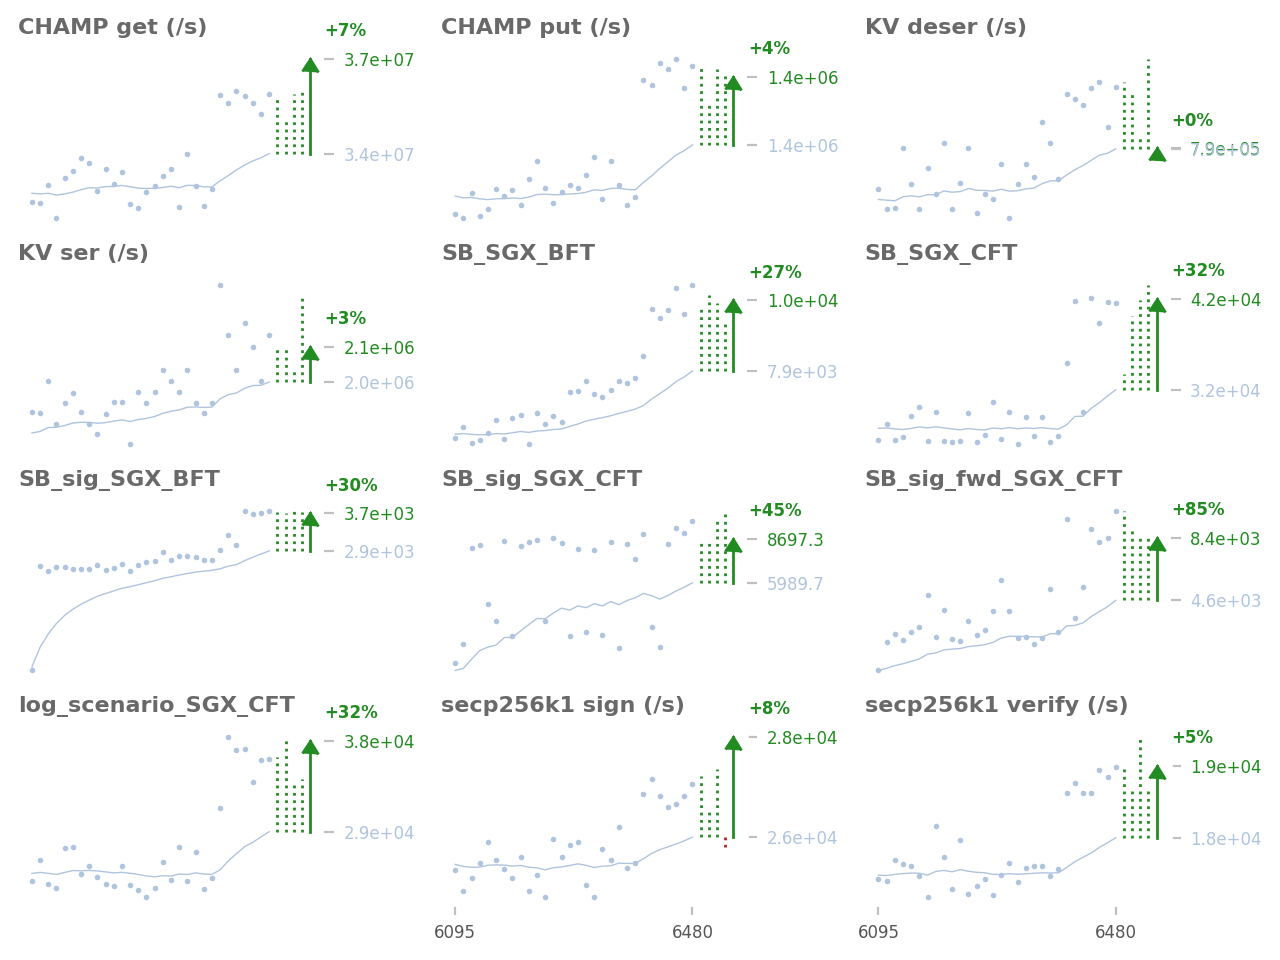 CHAMP get (/s)
+7%
3.7e+07
3.4e+07
CHAMP put (/s)
+4%
1.4e+06
1.4e+06
KV deser (/s)
+0%
7.9e+05
7.9e+05
KV ser (/s)
+3%
2.1e+06
2.0e+06
SB_SGX_BFT
+27%
1.0e+04
7.9e+03
SB_SGX_CFT
+32%
4.2e+04
3.2e+04
SB_sig_SGX_BFT
+30%
3.7e+03
2.9e+03
SB_sig_SGX_CFT
+45%
8697.3
5989.7
SB_sig_fwd_SGX_CFT
+85%
8.4e+03
4.6e+03
log_scenario_SGX_CFT
+32%
3.8e+04
2.9e+04
secp256k1 sign (/s)
+8%
2.8e+04
2.6e+04
secp256k1 verify (/s)
+5%
1.9e+04
1.8e+04
6095
6480
6095
6480